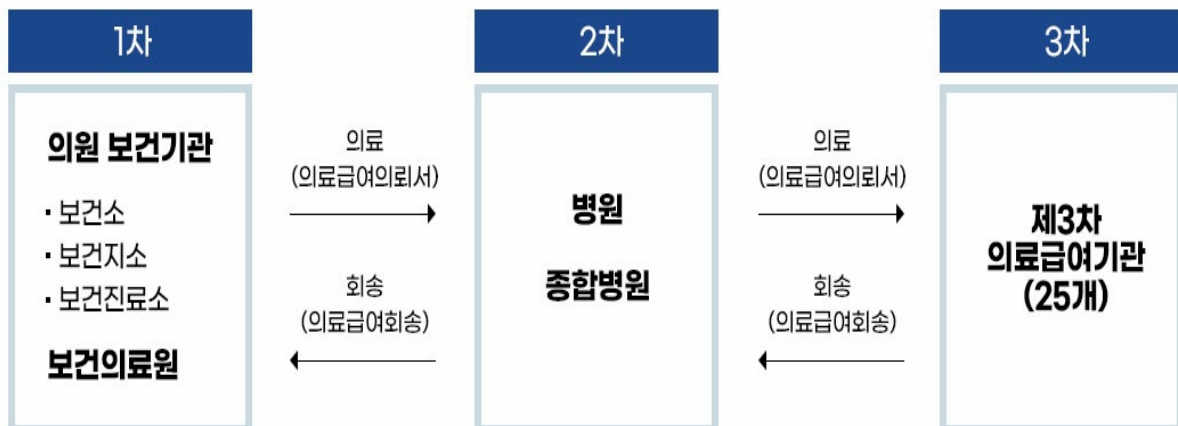 1차
의원 보건기관
· 보건소
· 보건지소
· 보건진료소
보건의료원
의료
(의료급여의뢰서)
회송
(의료급여회송)
2차
병원
종합병원
의료
(의료급여의뢰서)
회송
(의료급여회송)
3차
제3차
의료급여기관
(25개)